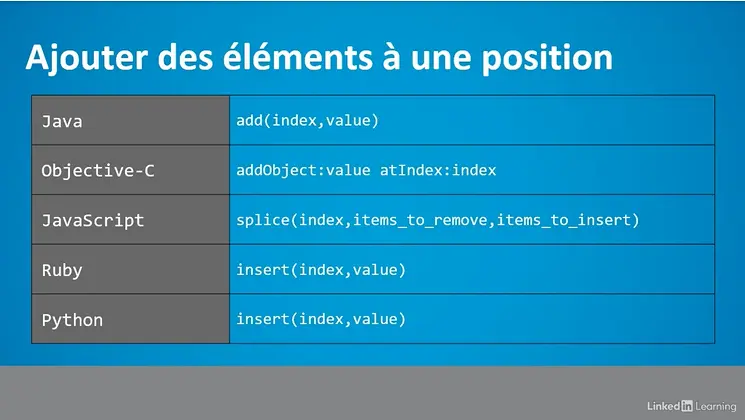 Ajouter des éléments à une position
Java add(index,value)
Objective-C addObject:value atIndex:index
JavaScript splice(index,items_to_remove,items_to_insert)
Ruby insert(index,value)
Python insert(index,value)
Linked in Learning